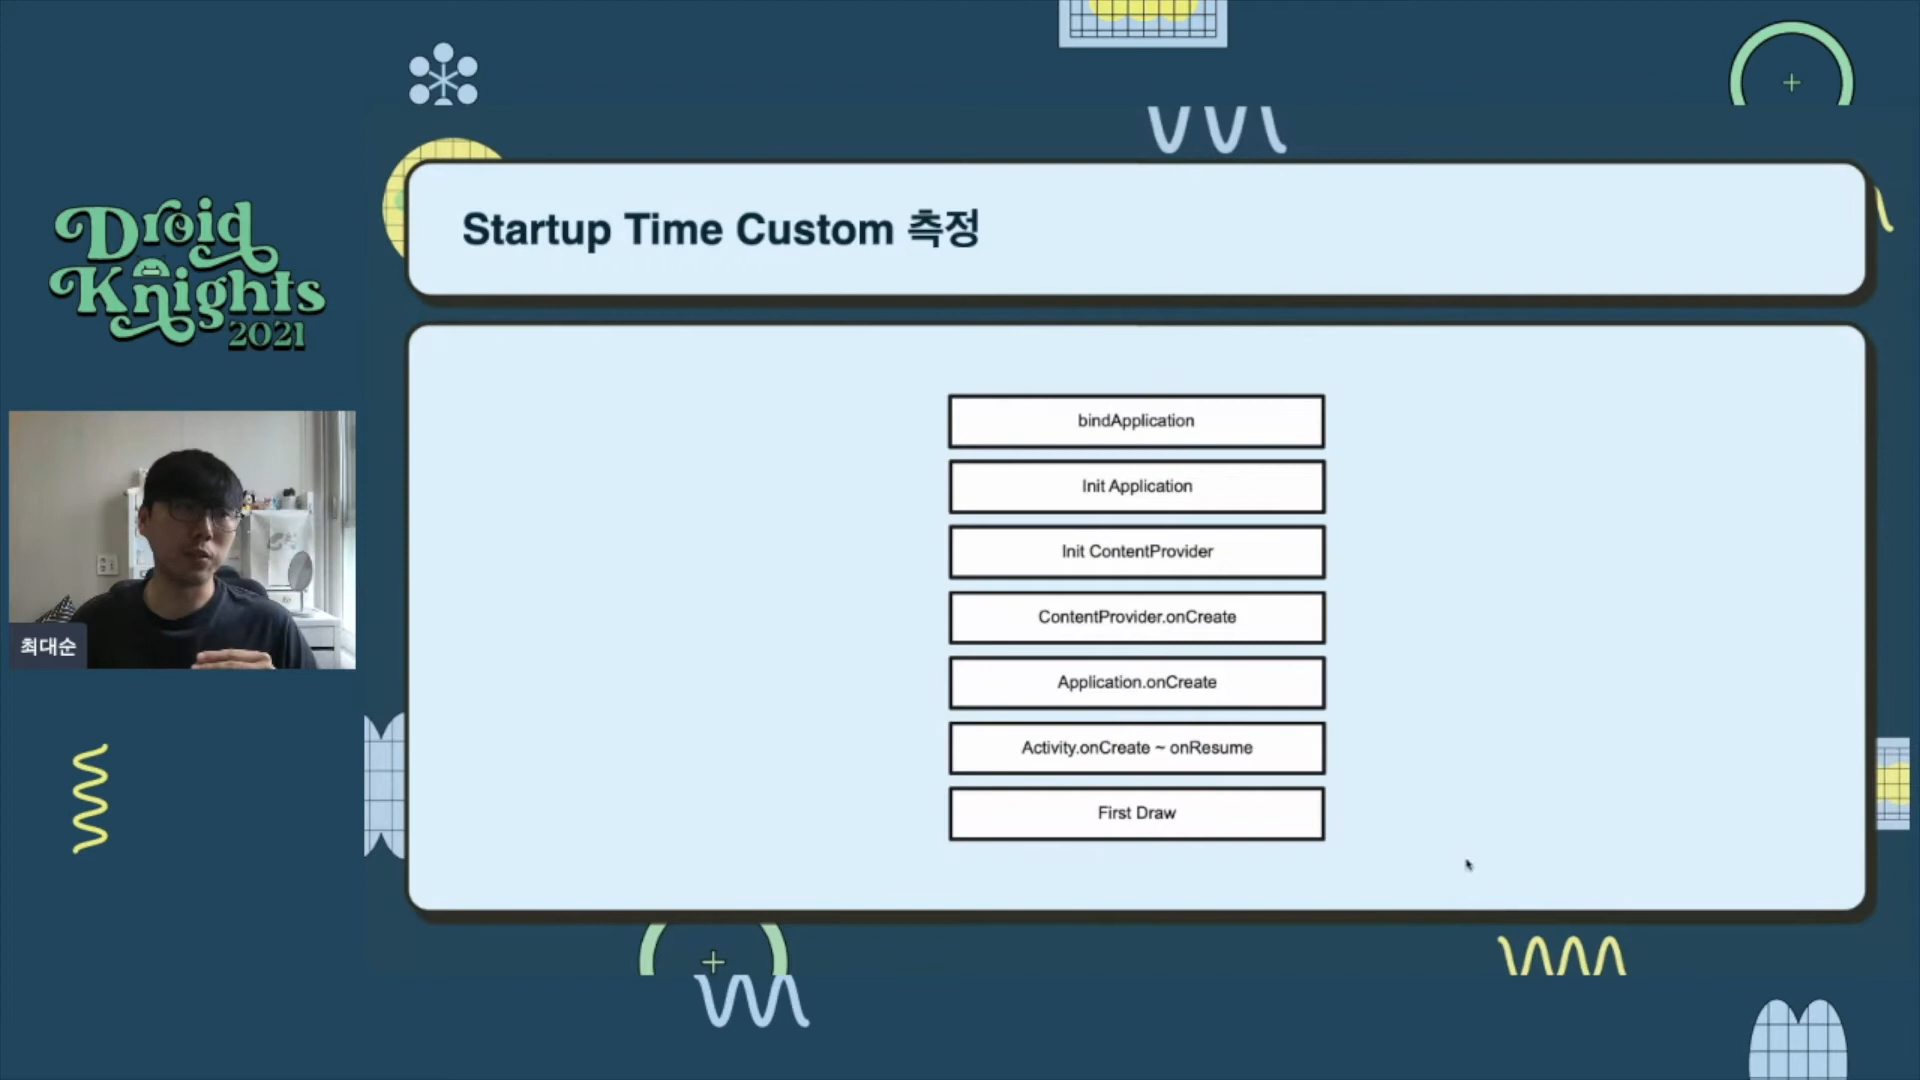 Droid
Knights
2021
최대순
Startup Time Custom 측정
bindApplication
Init Application
Init ContentProvider
ContentProvider.onCreate
Application.onCreate
Activity.onCreate ~ onResume
First Draw